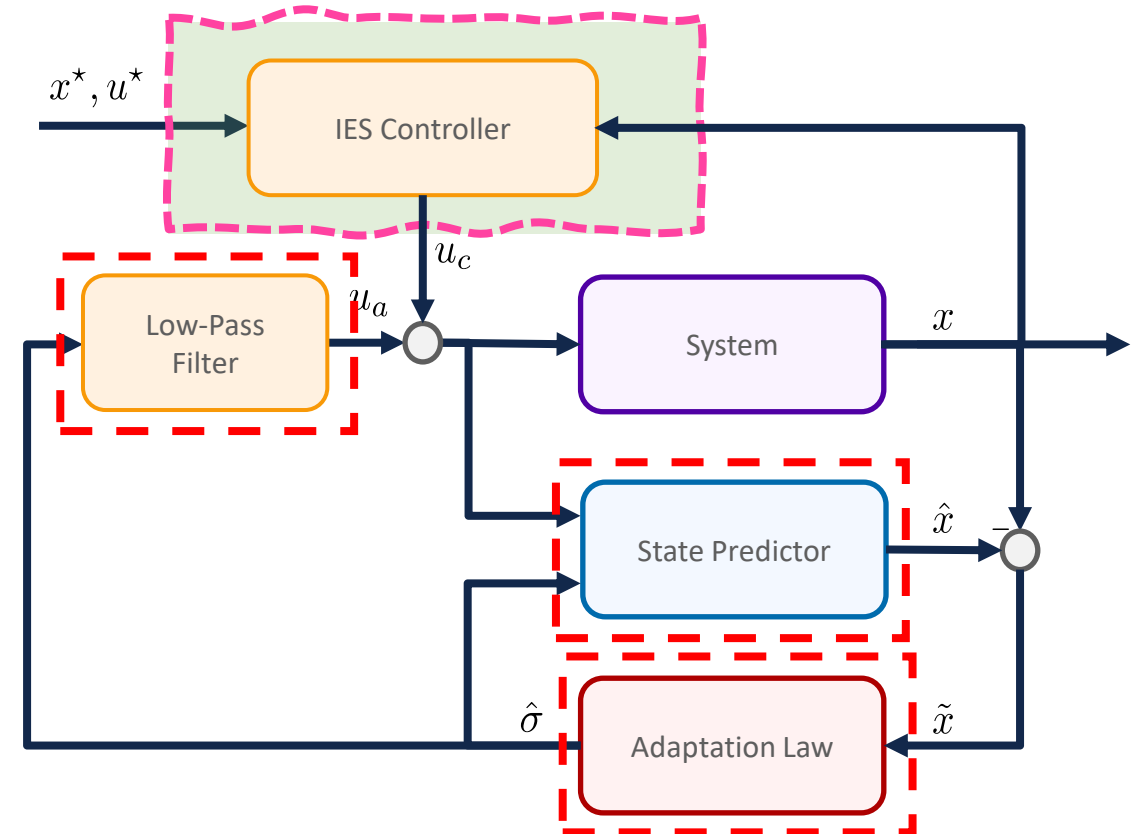 x⋆, u⋆
IES Controller
u_c
u_a
Low-Pass
Filter
System
x
State Predictor
x̂
−
σ̂
Adaptation Law
x̃